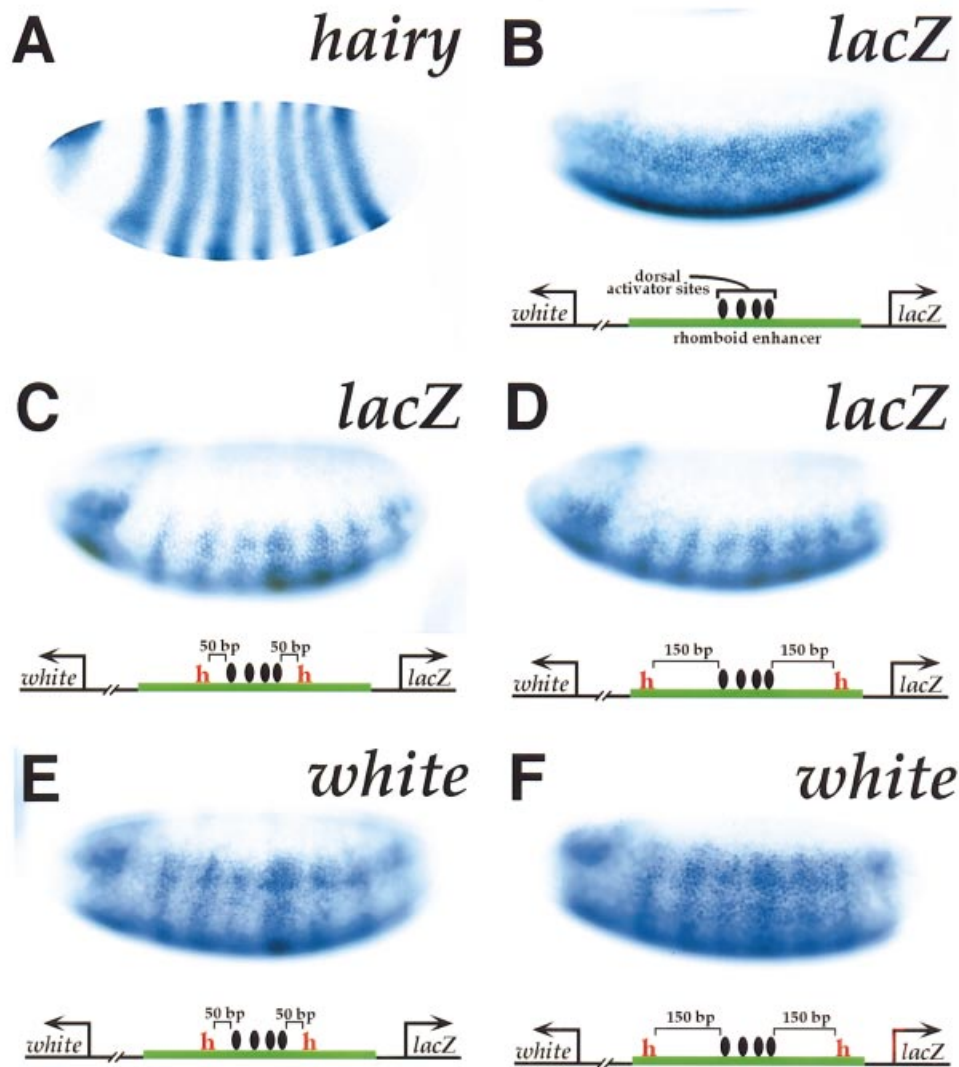 A hairy
B lacZ
dorsal
activator sites
white lacZ
rhomboid enhancer
C lacZ
50 bp 50 bp
h h
white lacZ
D lacZ
150 bp 150 bp
h h
white lacZ
E white
50 bp 50 bp
h h
white lacZ
F white
150 bp 150 bp
h h
white lacZ